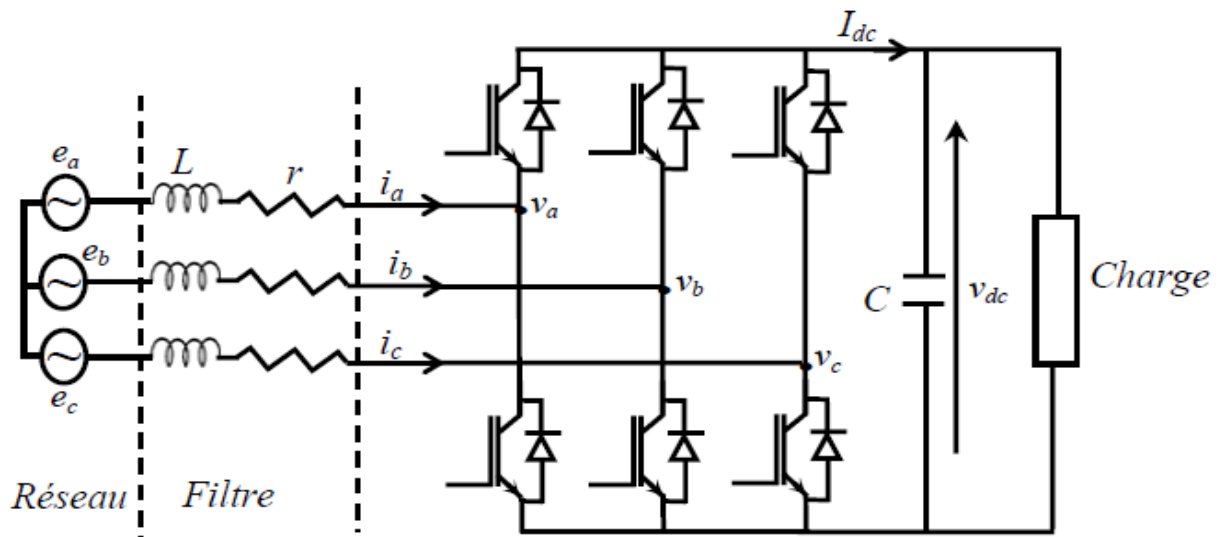 I_dc
e_a
L
r
i_a
v_a
e_b
i_b
v_b
C
v_dc
Charge
i_c
v_c
e_c
Réseau
Filtre